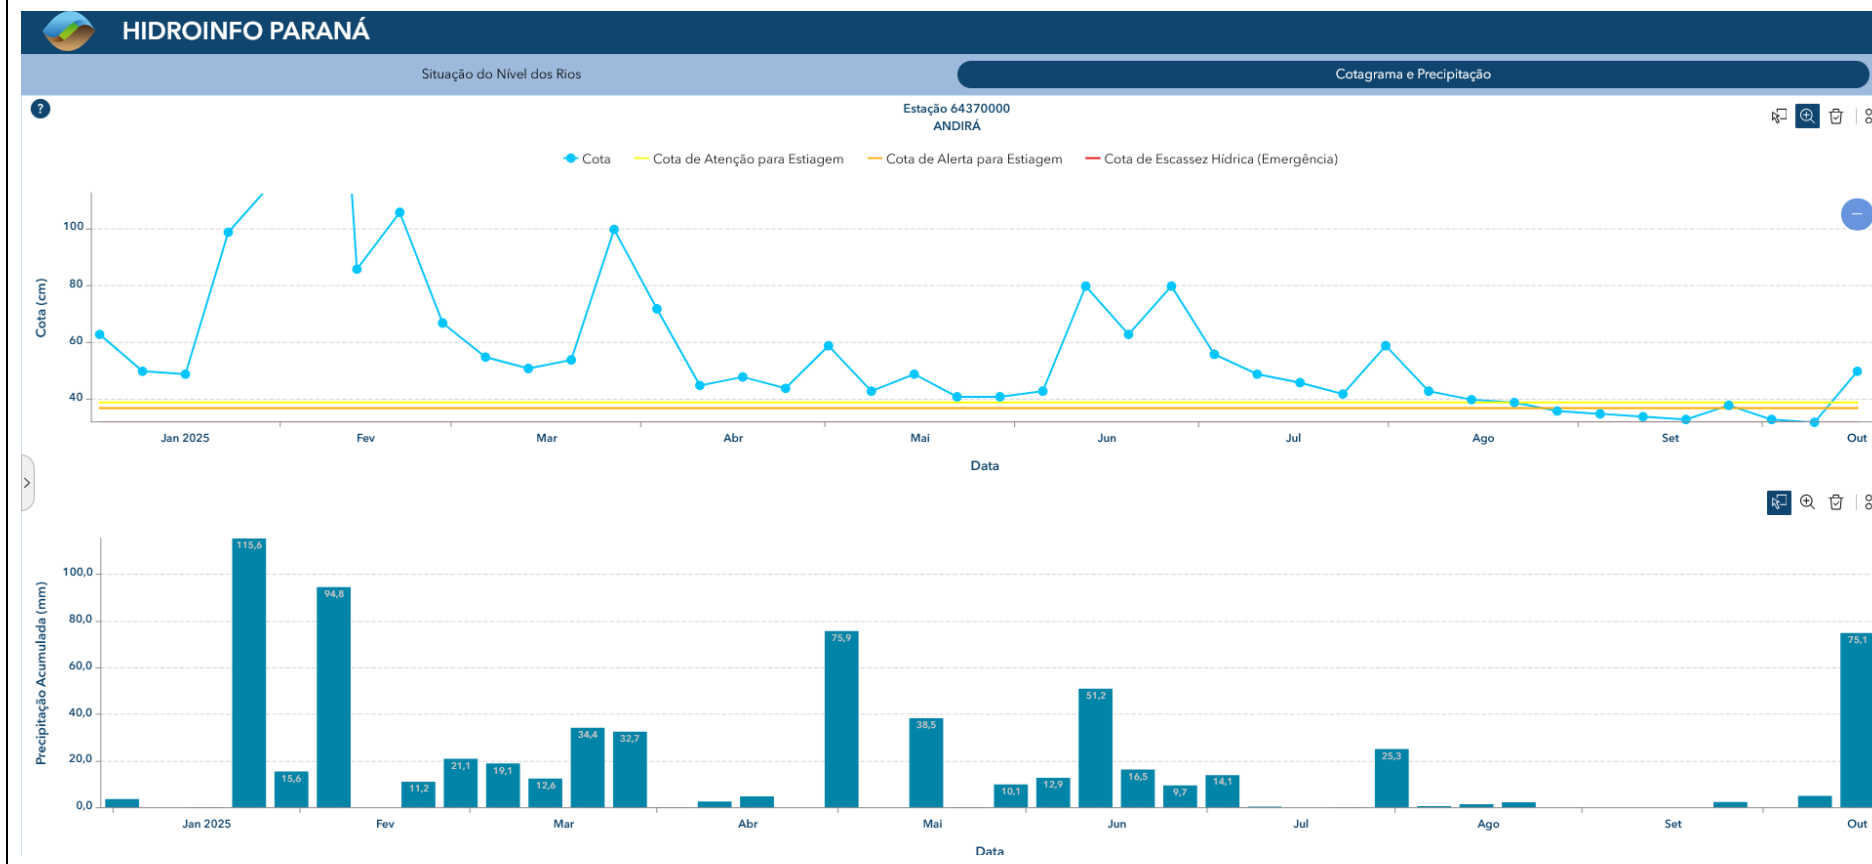 HIDROINFO PARANÁ
Situação do Nível dos Rios
Cotagrama e Precipitação
?
Estação 64370000
ANDIRÁ
Cota
Cota de Atenção para Estiagem
Cota de Alerta para Estiagem
Cota de Escassez Hídrica (Emergência)
Cota (cm)
100
80
60
40
Jan 2025 Fev Mar Abr Mai Jun Jul Ago Set Out
Data
Precipitação Acumulada (mm)
100,0
80,0
60,0
40,0
20,0
0,0
115,6 15,6 94,8 11,2 21,1 19,1 12,6 34,4 32,7 75,9 38,5 10,1 12,9 51,2 16,5 9,7 14,1 25,3 75,1
Jan 2025 Fev Mar Abr Mai Jun Jul Ago Set Out
Data